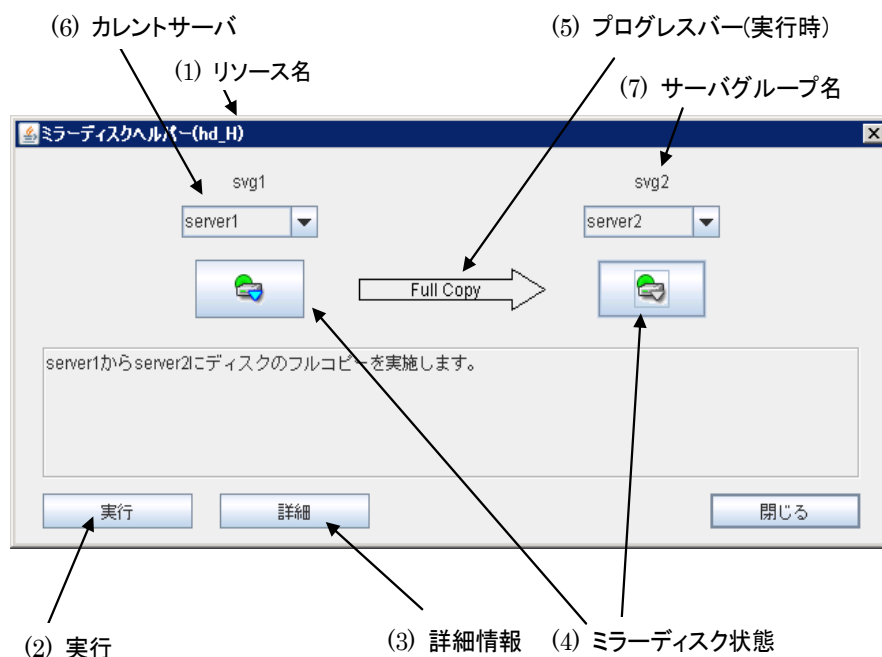 (6) カレントサーバ
(5) プログレスバー(実行時)
(1) リソース名
(7) サーバグループ名
ミラーディスクヘルパー(hd_H)
svg1
svg2
server1
server2
Full Copy
server1からserver2にディスクのフルコピーを実施します。
実行
詳細
閉じる
(2) 実行
(3) 詳細情報
(4) ミラーディスク状態